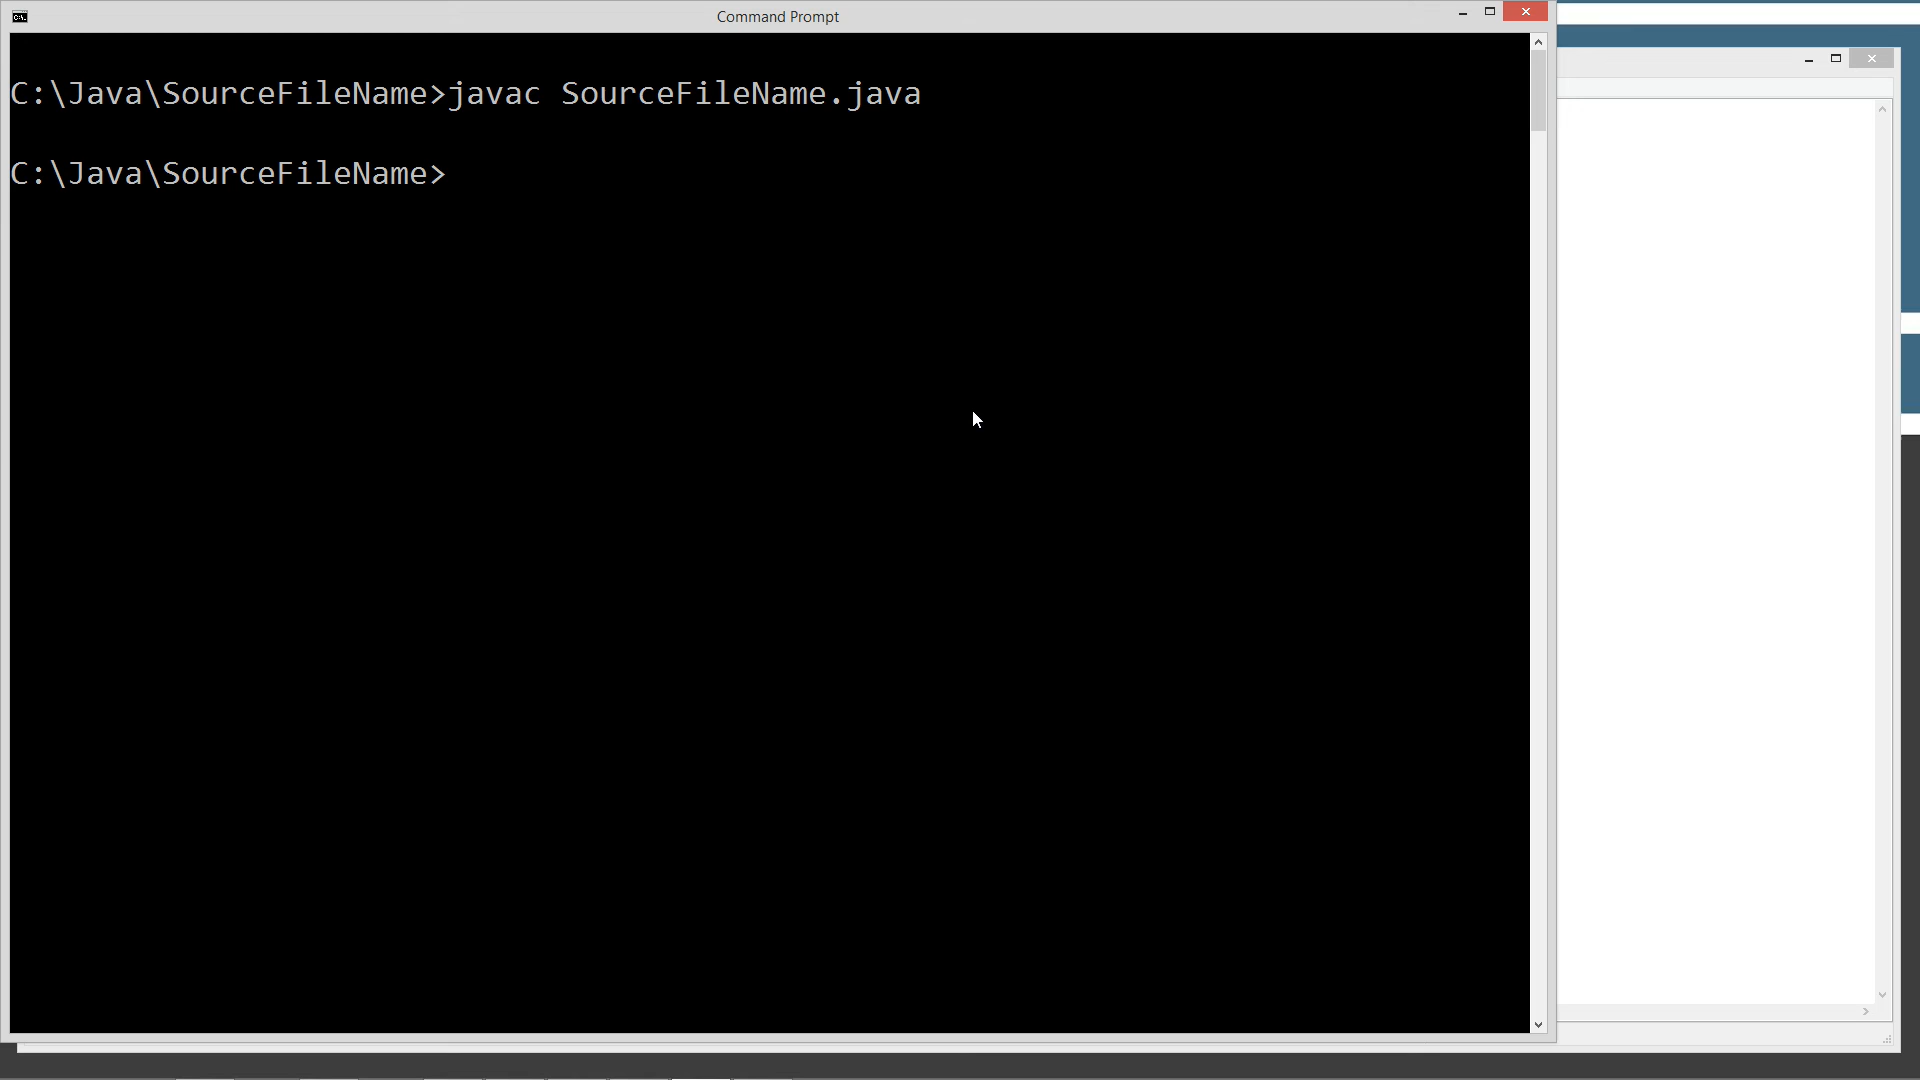 Command Prompt
C:\Java\SourceFileName>javac SourceFileName.java
C:\Java\SourceFileName>